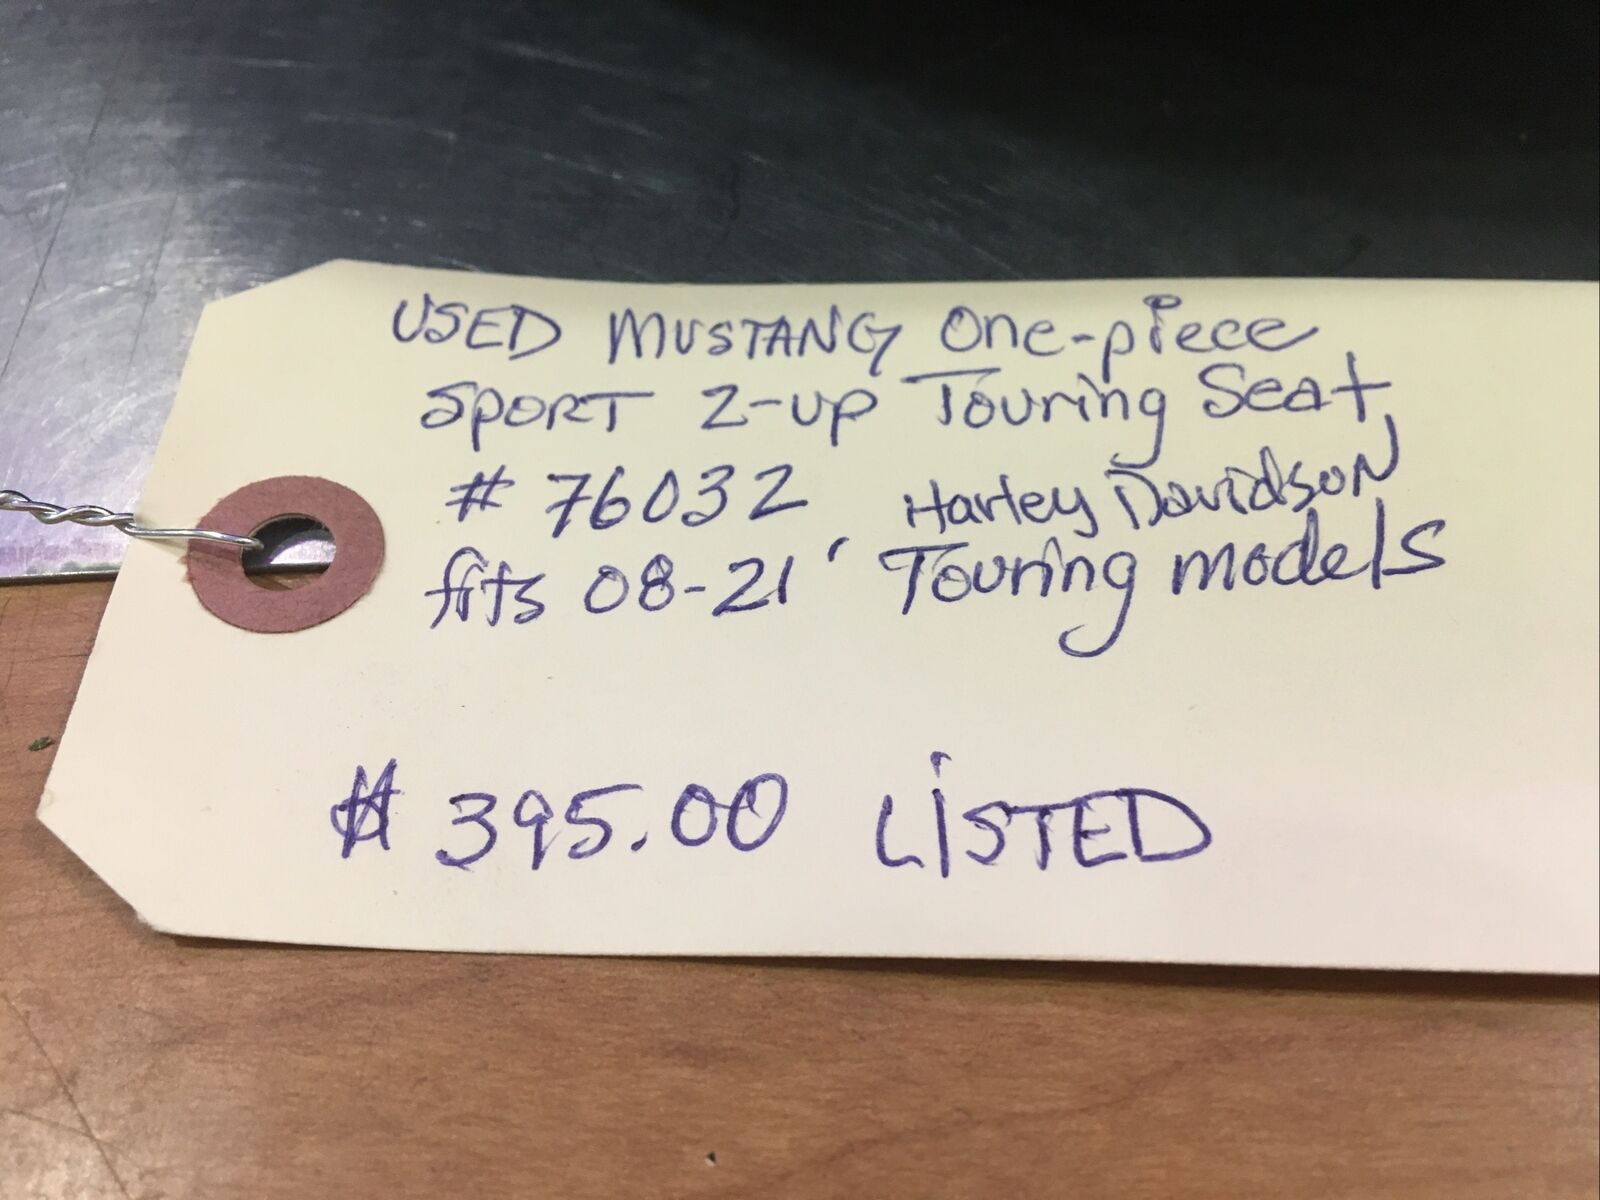 USED MUSTANG One-piece
SPORT 2-up Touring Seat,
# 76032 Harley Davidson
fits 08-21' Touring models
$ 395.00 LiSTED